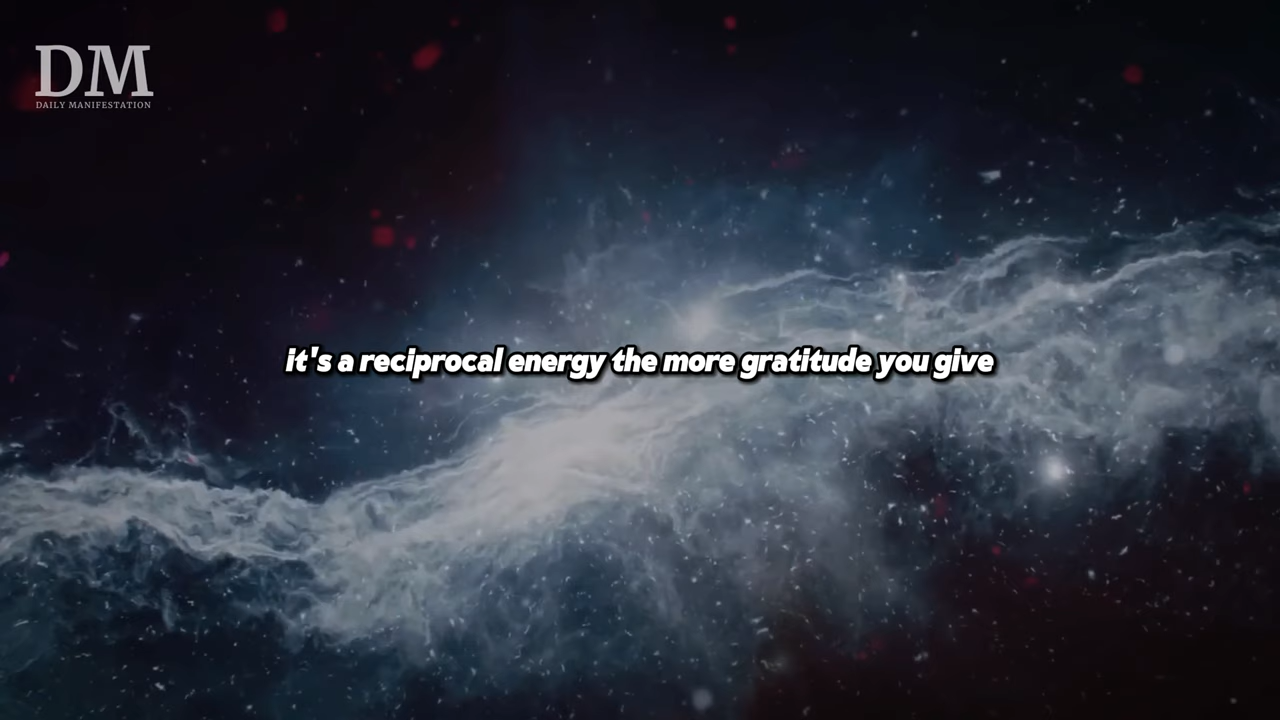 DM
DAILY MANIFESTATION
it's a reciprocal energy the more gratitude you give